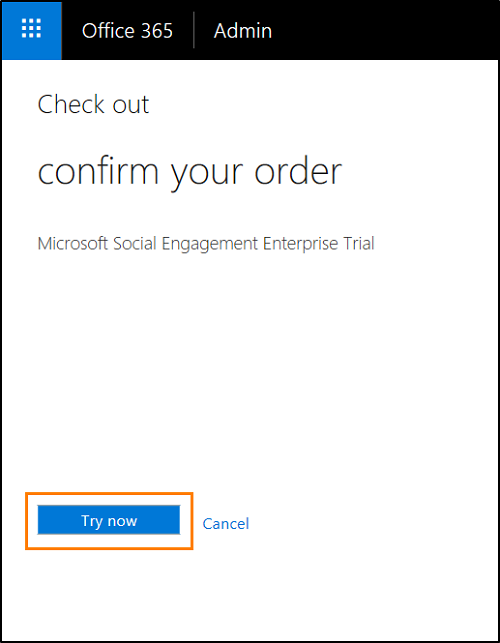 Office 365 Admin
Check out
confirm your order
Microsoft Social Engagement Enterprise Trial
Try now Cancel